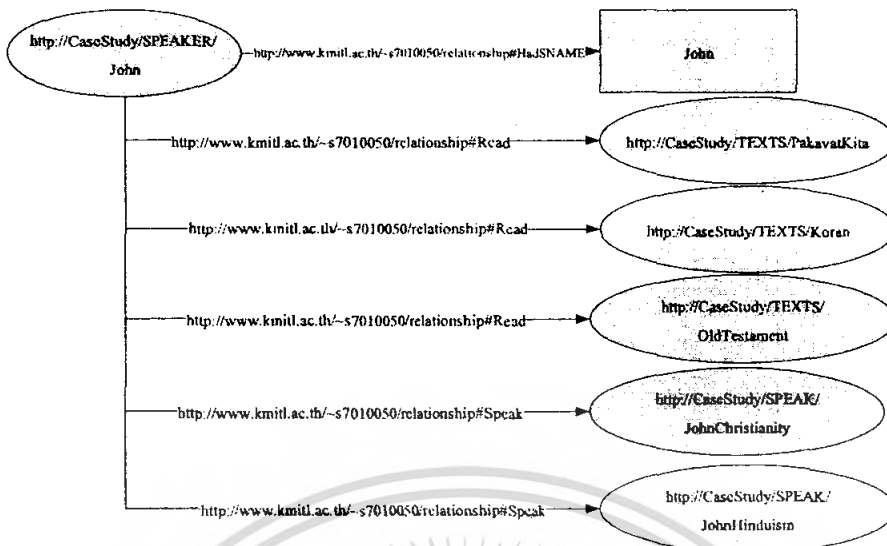 http://CaseStudy/SPEAKER/
John
http://www.kmitl.ac.th/~s7010050/relationship#HasSNAME
John
http://www.kmitl.ac.th/~s7010050/relationship#Read
http://CaseStudy/TEXTS/PakavatKita
http://www.kmitl.ac.th/~s7010050/relationship#Read
http://CaseStudy/TEXTS/Koran
http://www.kmitl.ac.th/~s7010050/relationship#Read
http://CaseStudy/TEXTS/
OldTestament
http://www.kmitl.ac.th/~s7010050/relationship#Speak
http://CaseStudy/SPEAK/
JohnChristianity
http://www.kmitl.ac.th/~s7010050/relationship#Speak
http://CaseStudy/SPEAK/
JohnHinduism